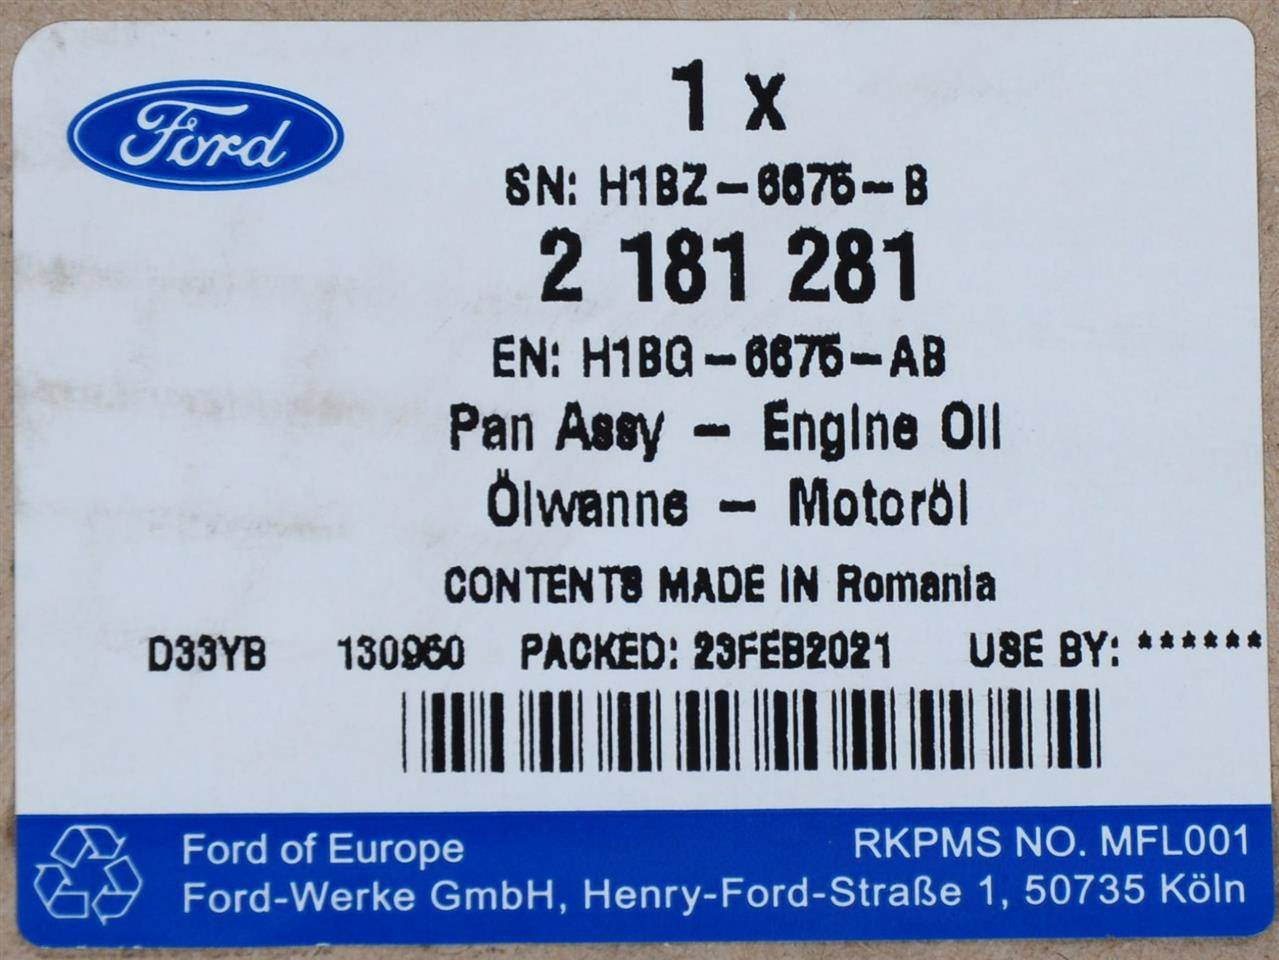 Ford
1 x
SN: H1BZ-6675-B
2 181 281
EN: H1BG-6675-AB
Pan Assy - Engine Oil
Ölwanne - Motoröl
CONTENTS MADE IN Romania
D33YB 130950 PACKED: 23FEB2021 USE BY: ******
Ford of Europe RKPMS NO. MFL001
Ford-Werke GmbH, Henry-Ford-Straße 1, 50735 Köln